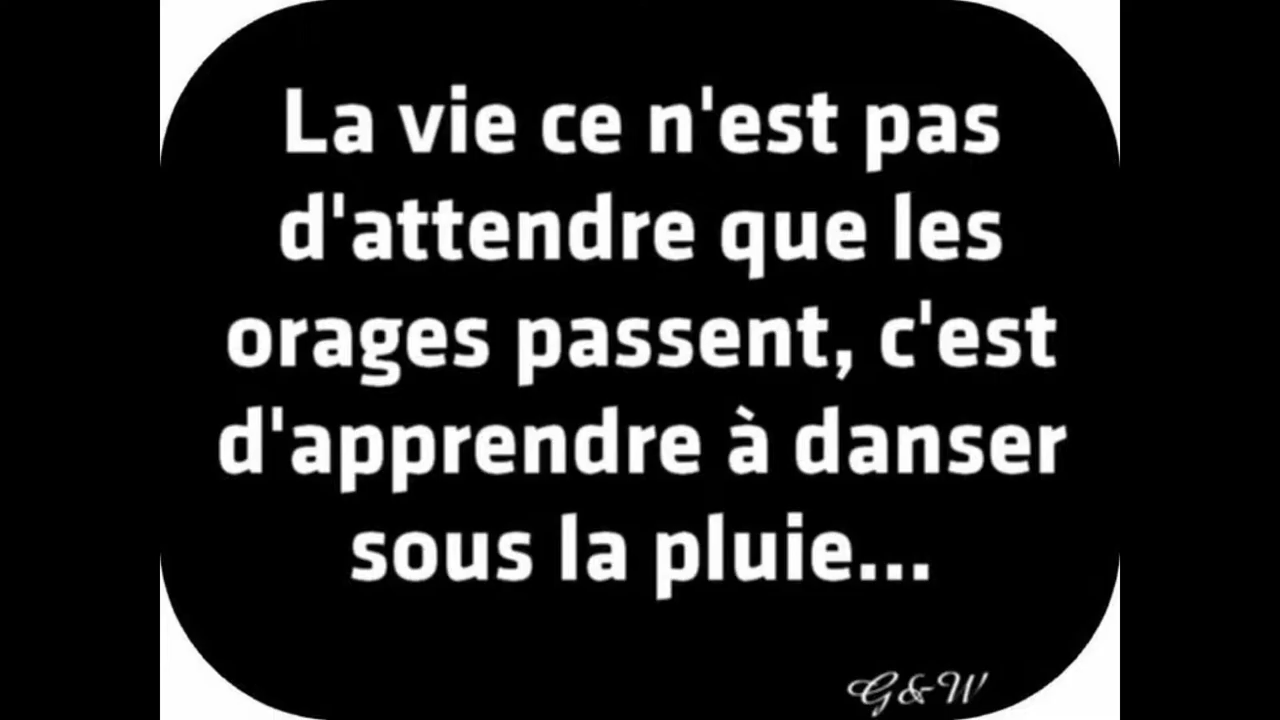 La vie ce n'est pas
d'attendre que les
orages passent, c'est
d'apprendre à danser
sous la pluie...
G&W